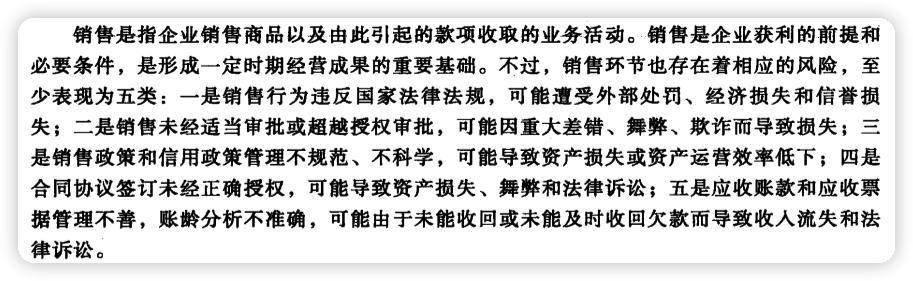 销售是指企业销售商品以及由此引起的款项收取的业务活动。销售是企业获利的前提和
必要条件，是形成一定时期经营成果的重要基础。不过，销售环节也存在着相应的风险，至
少表现为五类：一是销售行为违反国家法律法规，可能遭受外部处罚、经济损失和信誉损
失；二是销售未经适当审批或超越授权审批，可能因重大差错、舞弊、欺诈而导致损失；三
是销售政策和信用政策管理不规范、不科学，可能导致资产损失或资产运营效率低下；四是
合同协议签订未经正确授权，可能导致资产损失、舞弊和法律诉讼；五是应收账款和应收票
据管理不善，账龄分析不准确，可能由于未能收回或未能及时收回欠款而导致收入流失和法
律诉讼。